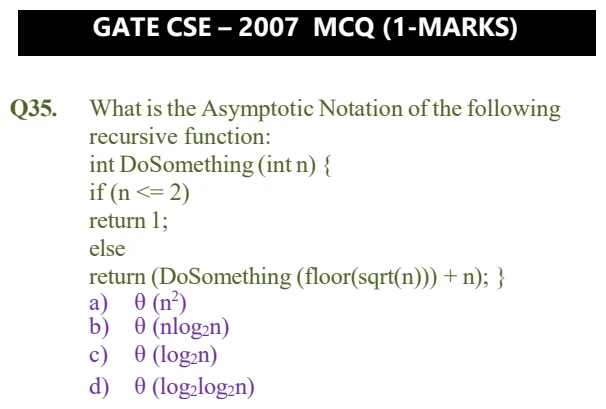 GATE CSE – 2007 MCQ (1-MARKS)
Q35. What is the Asymptotic Notation of the following
recursive function:
int DoSomething (int n) {
if (n <= 2)
return 1;
else
return (DoSomething (floor(sqrt(n))) + n); }
a) θ (n²)
b) θ (nlog₂n)
c) θ (log₂n)
d) θ (log₂log₂n)